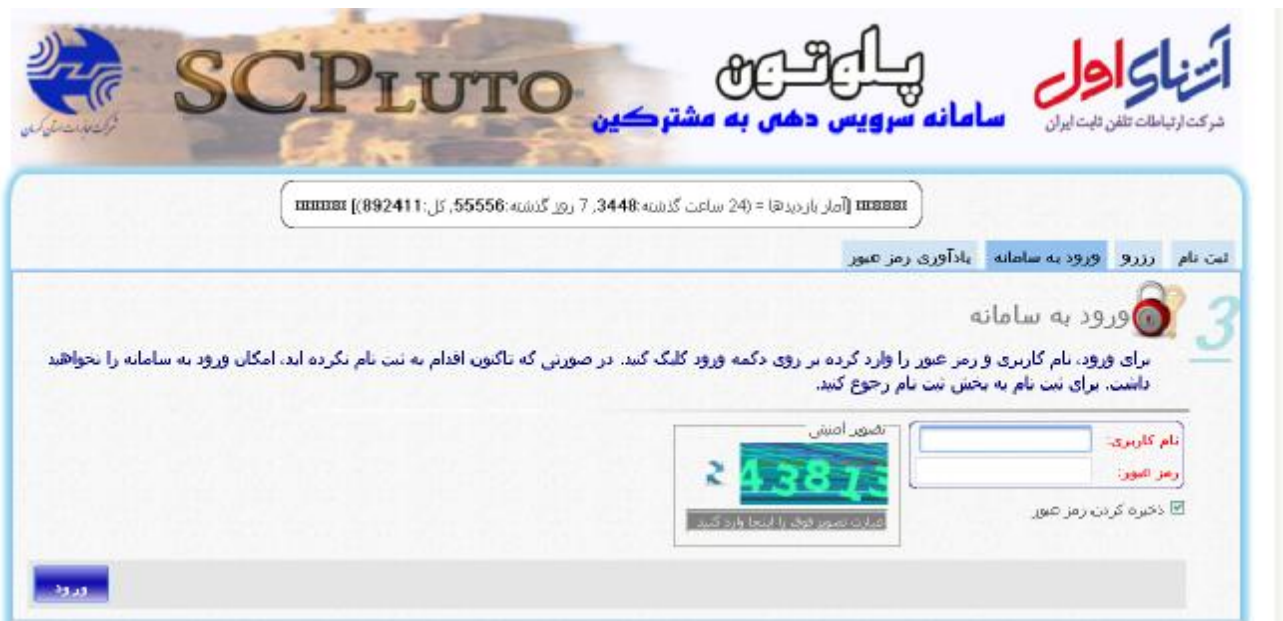 آشنای اول
شرکت ارتباطات تلفن ثابت ایران
پلوتون
سامانه سرویس دهی به مشترکین
SCPLUTO
¤¤¤¤¤¤¤ [آمار بازدیدها = (24 ساعت گذشته:3448, 7 روز گذشته:55556, کل:892411)] ¤¤¤¤¤¤¤
ثبت نام رزرو ورود به سامانه یادآوری رمز عبور
3 ورود به سامانه
برای ورود، نام کاربری و رمز عبور را وارد کرده بر روی دکمه ورود کلیک کنید. در صورتی که تاکنون اقدام به ثبت نام نکرده اید، امکان ورود به سامانه را نخواهید
داشت. برای ثبت نام به بخش ثبت نام رجوع کنید.
نام کاربری:
رمز عبور:
ذخیره کردن رمز عبور
تصویر امنیتی
عبارت تصویر فوق را اینجا وارد کنید
ورود